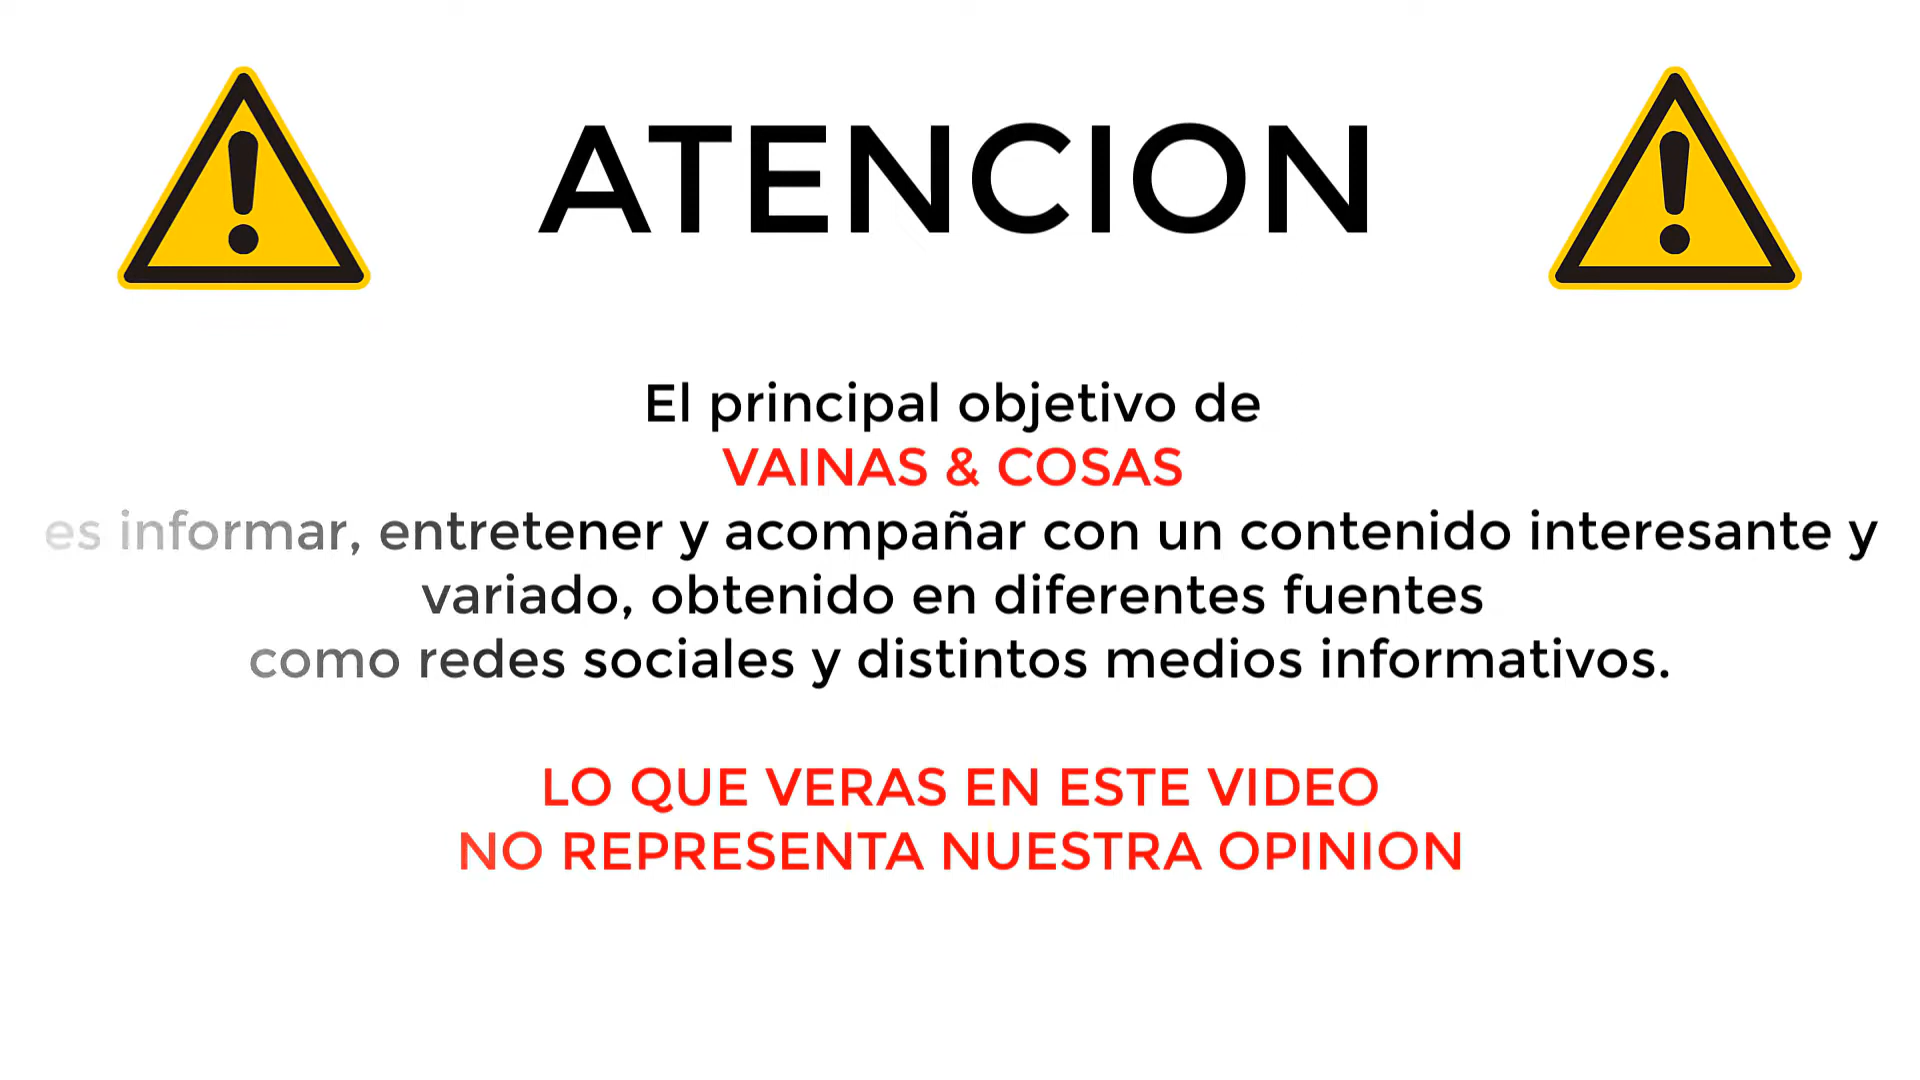 ATENCION
El principal objetivo de
VAINAS & COSAS
es informar, entretener y acompañar con un contenido interesante y
variado, obtenido en diferentes fuentes
como redes sociales y distintos medios informativos.
LO QUE VERAS EN ESTE VIDEO
NO REPRESENTA NUESTRA OPINION